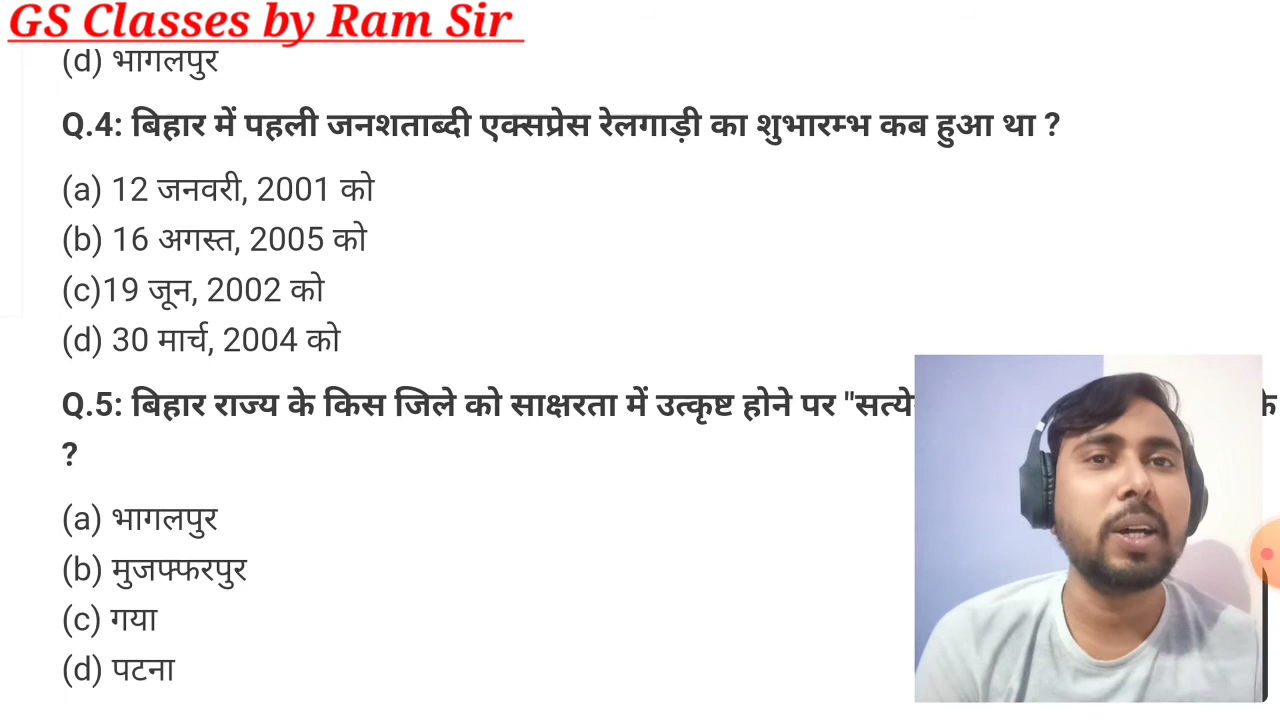 GS Classes by Ram Sir
(d) भागलपुर
Q.4: बिहार में पहली जनशताब्दी एक्सप्रेस रेलगाड़ी का शुभारम्भ कब हुआ था ?
(a) 12 जनवरी, 2001 को
(b) 16 अगस्त, 2005 को
(c)19 जून, 2002 को
(d) 30 मार्च, 2004 को
Q.5: बिहार राज्य के किस जिले को साक्षरता में उत्कृष्ट होने पर
?
(a) भागलपुर
(b) मुजफ्फरपुर
(c) गया
(d) पटना